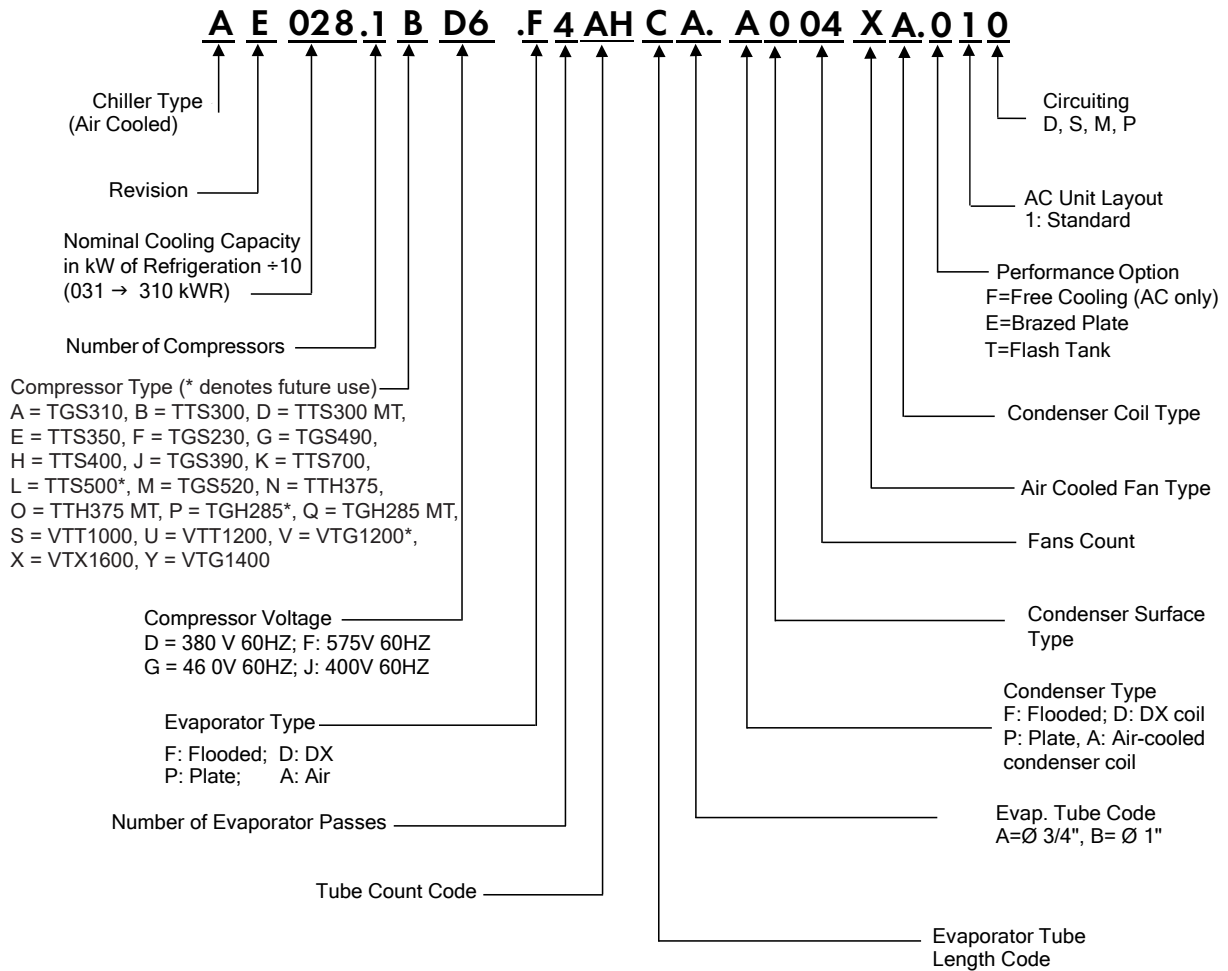 A E 028.1 B D6 .F 4 AH C A. A 0 04 X A. 0 1 0
Chiller Type
(Air Cooled)
Revision
Nominal Cooling Capacity
in kW of Refrigeration ÷10
(031 → 310 kWR)
Number of Compressors
Compressor Type (* denotes future use)
A = TGS310, B = TTS300, D = TTS300 MT,
E = TTS350, F = TGS230, G = TGS490,
H = TTS400, J = TGS390, K = TTS700,
L = TTS500*, M = TGS520, N = TTH375,
O = TTH375 MT, P = TGH285*, Q = TGH285 MT,
S = VTT1000, U = VTT1200, V = VTG1200*,
X = VTX1600, Y = VTG1400
Compressor Voltage
D = 380 V 60HZ; F: 575V 60HZ
G = 46 0V 60HZ; J: 400V 60HZ
Evaporator Type
F: Flooded; D: DX
P: Plate; A: Air
Number of Evaporator Passes
Tube Count Code
Circuiting
D, S, M, P
AC Unit Layout
1: Standard
Performance Option
F=Free Cooling (AC only)
E=Brazed Plate
T=Flash Tank
Condenser Coil Type
Air Cooled Fan Type
Fans Count
Condenser Surface
Type
Condenser Type
F: Flooded; D: DX coil
P: Plate, A: Air-cooled
condenser coil
Evap. Tube Code
A=Ø 3/4", B= Ø 1"
Evaporator Tube
Length Code